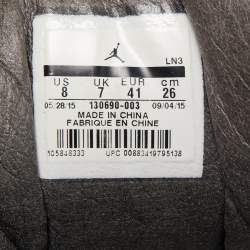 LN3
US UK EUR cm
8 7 41 26
05.28.15 130690-003 09/04/15
MADE IN CHINA
FABRIQUE EN CHINE
105848333 UPC 00883419795138